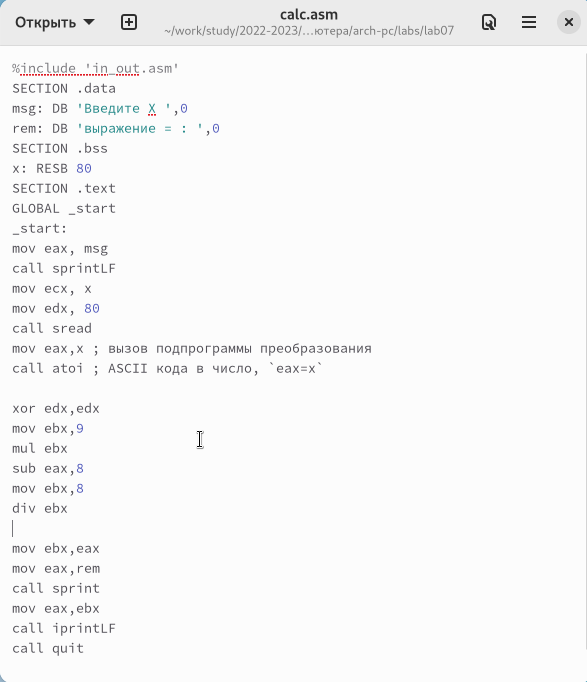 Открыть
calc.asm
~/work/study/2022-2023/…ютера/arch-pc/labs/lab07
%include 'in_out.asm'
SECTION .data
msg: DB 'Введите X ',0
rem: DB 'выражение = : ',0
SECTION .bss
x: RESB 80
SECTION .text
GLOBAL _start
_start:
mov eax, msg
call sprintLF
mov ecx, x
mov edx, 80
call sread
mov eax,x ; вызов подпрограммы преобразования
call atoi ; ASCII кода в число, `eax=x`
xor edx,edx
mov ebx,9
mul ebx
sub eax,8
mov ebx,8
div ebx
mov ebx,eax
mov eax,rem
call sprint
mov eax,ebx
call iprintLF
call quit